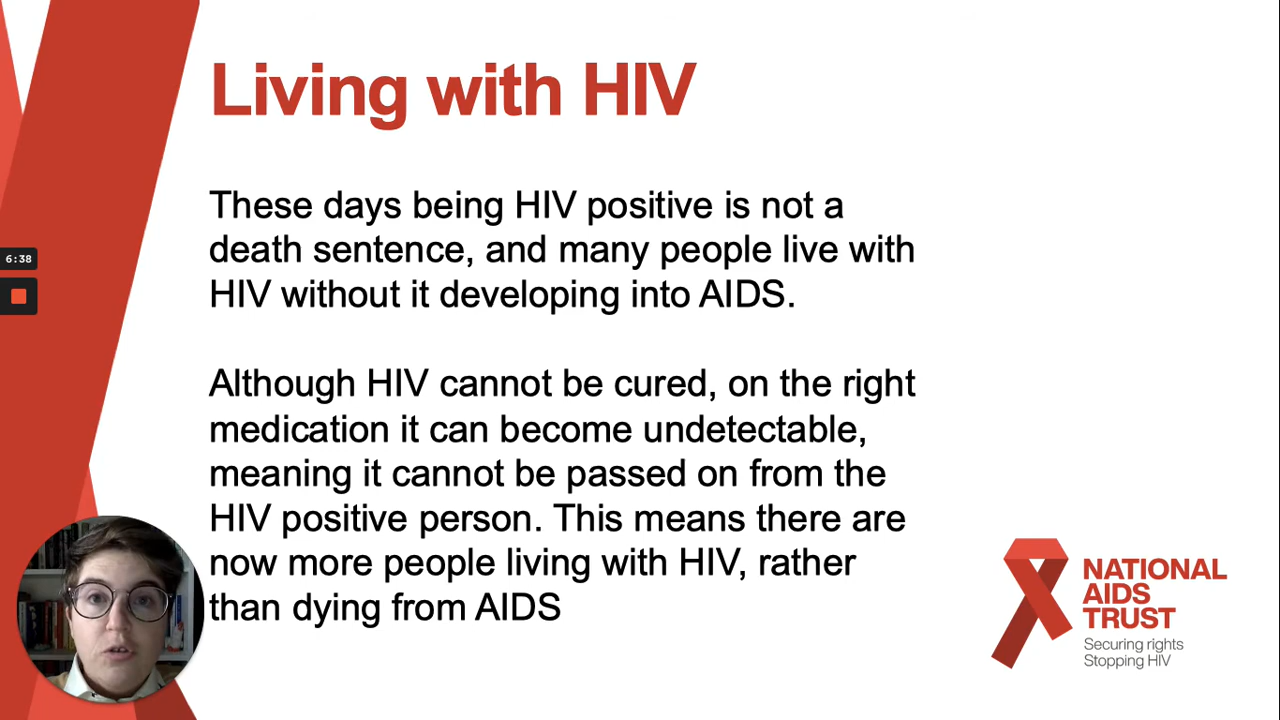 Living with HIV
These days being HIV positive is not a
death sentence, and many people live with
HIV without it developing into AIDS.
Although HIV cannot be cured, on the right
medication it can become undetectable,
meaning it cannot be passed on from the
HIV positive person. This means there are
now more people living with HIV, rather
than dying from AIDS
6:38
NATIONAL
AIDS
TRUST
Securing rights
Stopping HIV